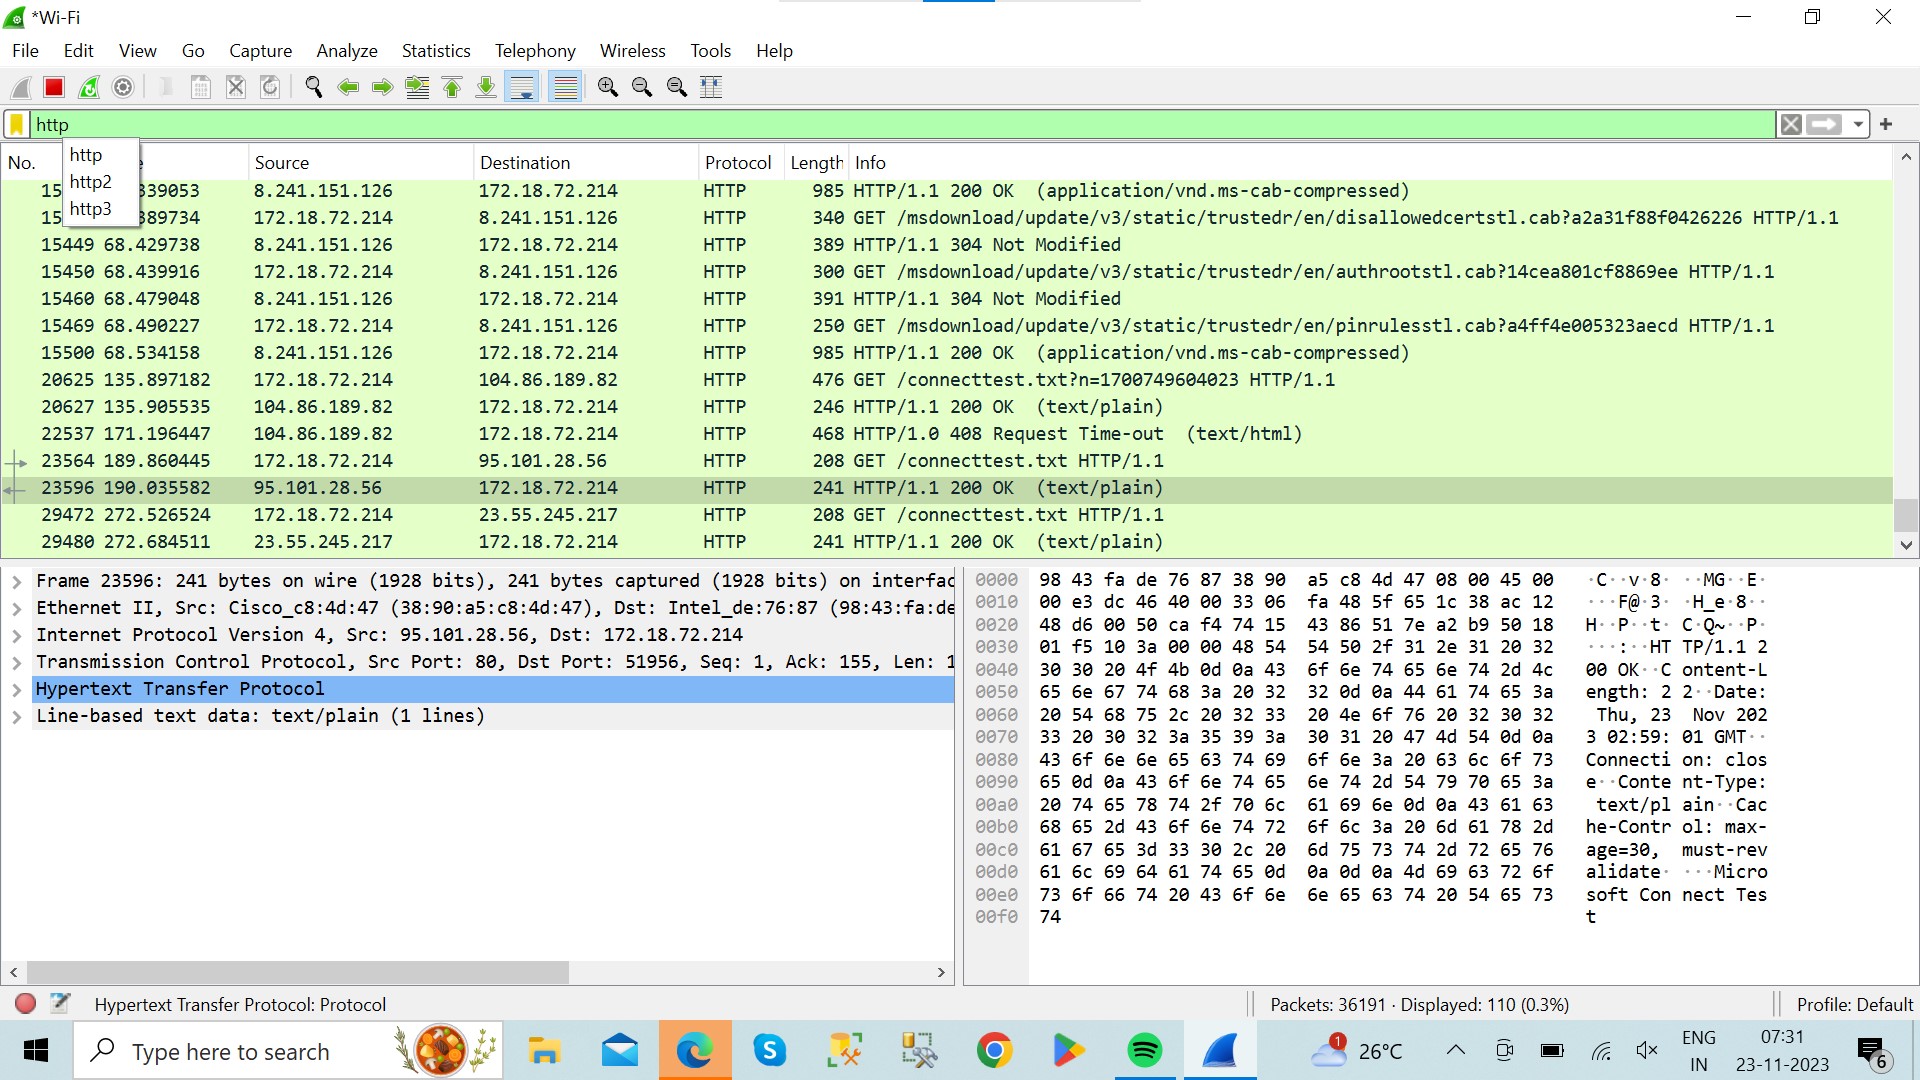 *Wi-Fi
File Edit View Go Capture Analyze Statistics Telephony Wireless Tools Help
http
http
http2
http3
No. Source Destination Protocol Length Info
15 339053 8.241.151.126 172.18.72.214 HTTP 985 HTTP/1.1 200 OK (application/vnd.ms-cab-compressed)
15 389734 172.18.72.214 8.241.151.126 HTTP 340 GET /msdownload/update/v3/static/trustedr/en/disallowedcertstl.cab?a2a31f88f0426226 HTTP/1.1
15449 68.429738 8.241.151.126 172.18.72.214 HTTP 389 HTTP/1.1 304 Not Modified
15450 68.439916 172.18.72.214 8.241.151.126 HTTP 300 GET /msdownload/update/v3/static/trustedr/en/authrootstl.cab?14cea801cf8869ee HTTP/1.1
15460 68.479048 8.241.151.126 172.18.72.214 HTTP 391 HTTP/1.1 304 Not Modified
15469 68.490227 172.18.72.214 8.241.151.126 HTTP 250 GET /msdownload/update/v3/static/trustedr/en/pinrulesstl.cab?a4ff4e005323aecd HTTP/1.1
15500 68.534158 8.241.151.126 172.18.72.214 HTTP 985 HTTP/1.1 200 OK (application/vnd.ms-cab-compressed)
20625 135.897182 172.18.72.214 104.86.189.82 HTTP 476 GET /connecttest.txt?n=1700749604023 HTTP/1.1
20627 135.905535 104.86.189.82 172.18.72.214 HTTP 246 HTTP/1.1 200 OK (text/plain)
22537 171.196447 104.86.189.82 172.18.72.214 HTTP 468 HTTP/1.0 408 Request Time-out (text/html)
23564 189.860445 172.18.72.214 95.101.28.56 HTTP 208 GET /connecttest.txt HTTP/1.1
23596 190.035582 95.101.28.56 172.18.72.214 HTTP 241 HTTP/1.1 200 OK (text/plain)
29472 272.526524 172.18.72.214 23.55.245.217 HTTP 208 GET /connecttest.txt HTTP/1.1
29480 272.684511 23.55.245.217 172.18.72.214 HTTP 241 HTTP/1.1 200 OK (text/plain)
Frame 23596: 241 bytes on wire (1928 bits), 241 bytes captured (1928 bits) on interfac
Ethernet II, Src: Cisco_c8:4d:47 (38:90:a5:c8:4d:47), Dst: Intel_de:76:87 (98:43:fa:de
Internet Protocol Version 4, Src: 95.101.28.56, Dst: 172.18.72.214
Transmission Control Protocol, Src Port: 80, Dst Port: 51956, Seq: 1, Ack: 155, Len: 1
Hypertext Transfer Protocol
Line-based text data: text/plain (1 lines)
0000 98 43 fa de 76 87 38 90 a5 c8 4d 47 08 00 45 00 ·C··v·8· ··MG··E·
0010 00 e3 dc 46 40 00 33 06 fa 48 5f 65 1c 38 ac 12 ···F@·3· ·H_e·8··
0020 48 d6 00 50 ca f4 74 15 43 86 51 7e a2 b9 50 18 H··P··t· C·Q~··P·
0030 01 f5 10 3a 00 00 48 54 54 50 2f 31 2e 31 20 32 ···:··HT TP/1.1 2
0040 30 30 20 4f 4b 0d 0a 43 6f 6e 74 65 6e 74 2d 4c 00 OK··C ontent-L
0050 65 6e 67 74 68 3a 20 32 32 0d 0a 44 61 74 65 3a ength: 2 2··Date:
0060 20 54 68 75 2c 20 32 33 20 4e 6f 76 20 32 30 32 Thu, 23 Nov 202
0070 33 20 30 32 3a 35 39 3a 30 31 20 47 4d 54 0d 0a 3 02:59: 01 GMT··
0080 43 6f 6e 6e 65 63 74 69 6f 6e 3a 20 63 6c 6f 73 Connecti on: clos
0090 65 0d 0a 43 6f 6e 74 65 6e 74 2d 54 79 70 65 3a e··Conte nt-Type:
00a0 20 74 65 78 74 2f 70 6c 61 69 6e 0d 0a 43 61 63 text/pl ain··Cac
00b0 68 65 2d 43 6f 6e 74 72 6f 6c 3a 20 6d 61 78 2d he-Contr ol: max-
00c0 61 67 65 3d 33 30 2c 20 6d 75 73 74 2d 72 65 76 age=30, must-rev
00d0 61 6c 69 64 61 74 65 0d 0a 0d 0a 4d 69 63 72 6f alidate· ···Micro
00e0 73 6f 66 74 20 43 6f 6e 6e 65 63 74 20 54 65 73 soft Con nect Tes
00f0 74 t
Hypertext Transfer Protocol: Protocol Packets: 36191 · Displayed: 110 (0.3%) Profile: Default
Type here to search
1
26°C
ENG
IN
07:31
23-11-2023
6